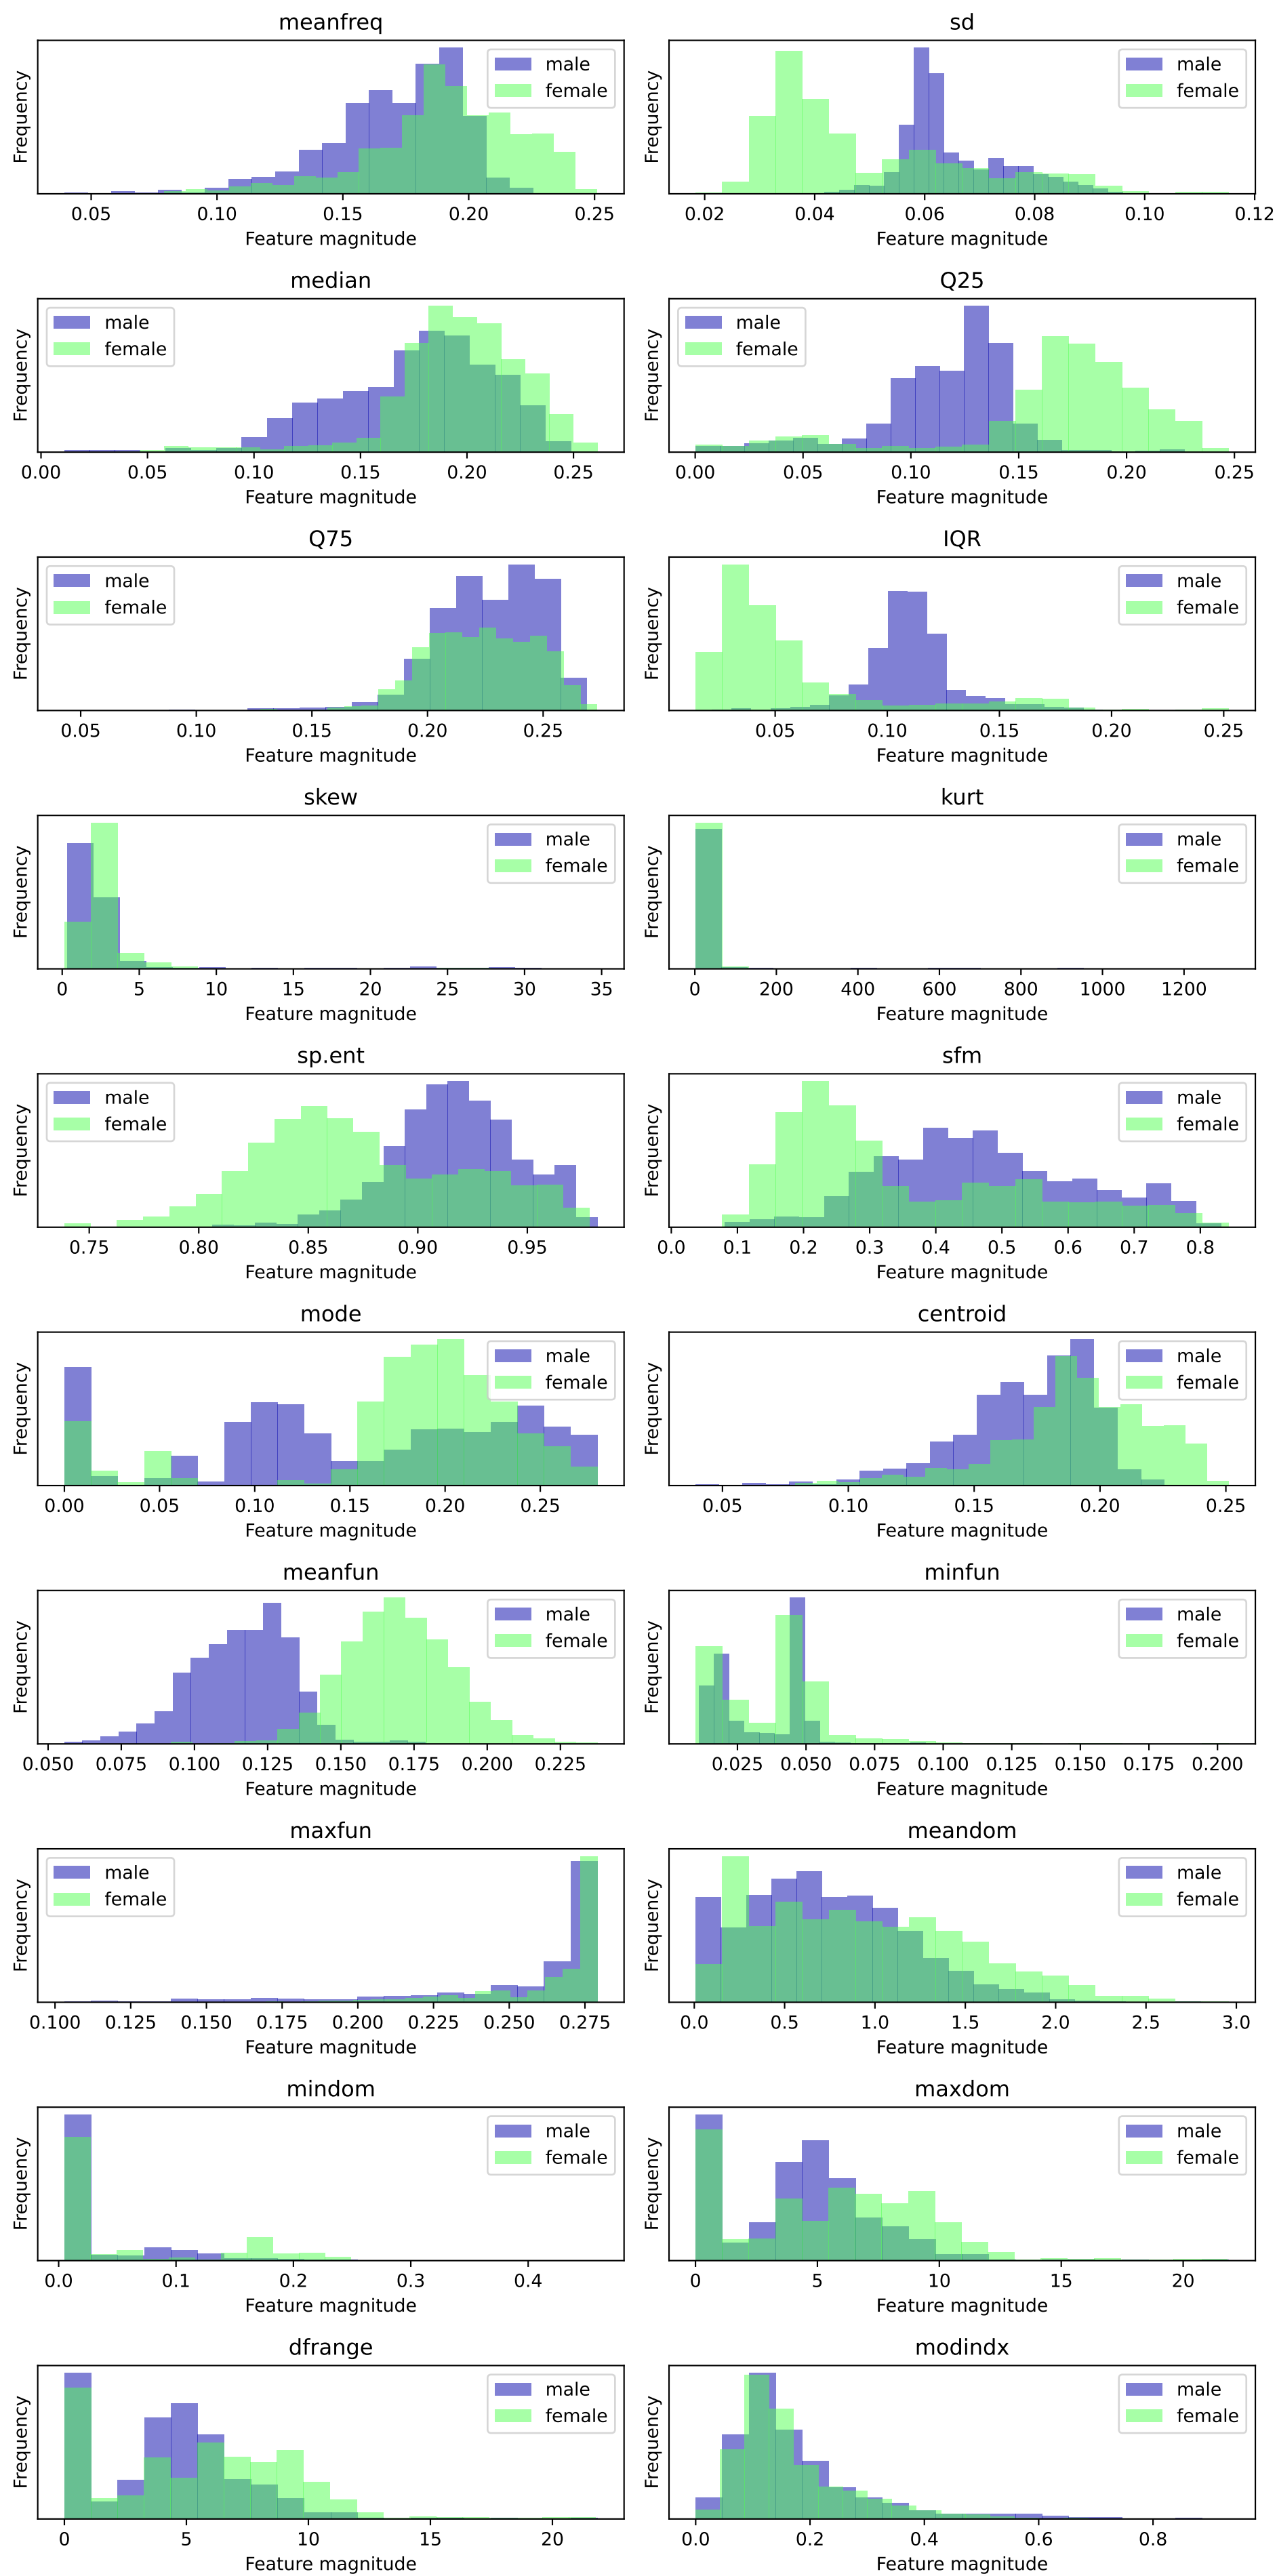 meanfreq
Frequency
male
female
0.05 0.10 0.15 0.20 0.25
Feature magnitude
sd
Frequency
male
female
0.02 0.04 0.06 0.08 0.10 0.12
Feature magnitude
median
Frequency
male
female
0.00 0.05 0.10 0.15 0.20 0.25
Feature magnitude
Q25
Frequency
male
female
0.00 0.05 0.10 0.15 0.20 0.25
Feature magnitude
Q75
Frequency
male
female
0.05 0.10 0.15 0.20 0.25
Feature magnitude
IQR
Frequency
male
female
0.05 0.10 0.15 0.20 0.25
Feature magnitude
skew
Frequency
male
female
0 5 10 15 20 25 30 35
Feature magnitude
kurt
Frequency
male
female
0 200 400 600 800 1000 1200
Feature magnitude
sp.ent
Frequency
male
female
0.75 0.80 0.85 0.90 0.95
Feature magnitude
sfm
Frequency
male
female
0.0 0.1 0.2 0.3 0.4 0.5 0.6 0.7 0.8
Feature magnitude
mode
Frequency
male
female
0.00 0.05 0.10 0.15 0.20 0.25
Feature magnitude
centroid
Frequency
male
female
0.05 0.10 0.15 0.20 0.25
Feature magnitude
meanfun
Frequency
male
female
0.050 0.075 0.100 0.125 0.150 0.175 0.200 0.225
Feature magnitude
minfun
Frequency
male
female
0.025 0.050 0.075 0.100 0.125 0.150 0.175 0.200
Feature magnitude
maxfun
Frequency
male
female
0.100 0.125 0.150 0.175 0.200 0.225 0.250 0.275
Feature magnitude
meandom
Frequency
male
female
0.0 0.5 1.0 1.5 2.0 2.5 3.0
Feature magnitude
mindom
Frequency
male
female
0.0 0.1 0.2 0.3 0.4
Feature magnitude
maxdom
Frequency
male
female
0 5 10 15 20
Feature magnitude
dfrange
Frequency
male
female
0 5 10 15 20
Feature magnitude
modindx
Frequency
male
female
0.0 0.2 0.4 0.6 0.8
Feature magnitude